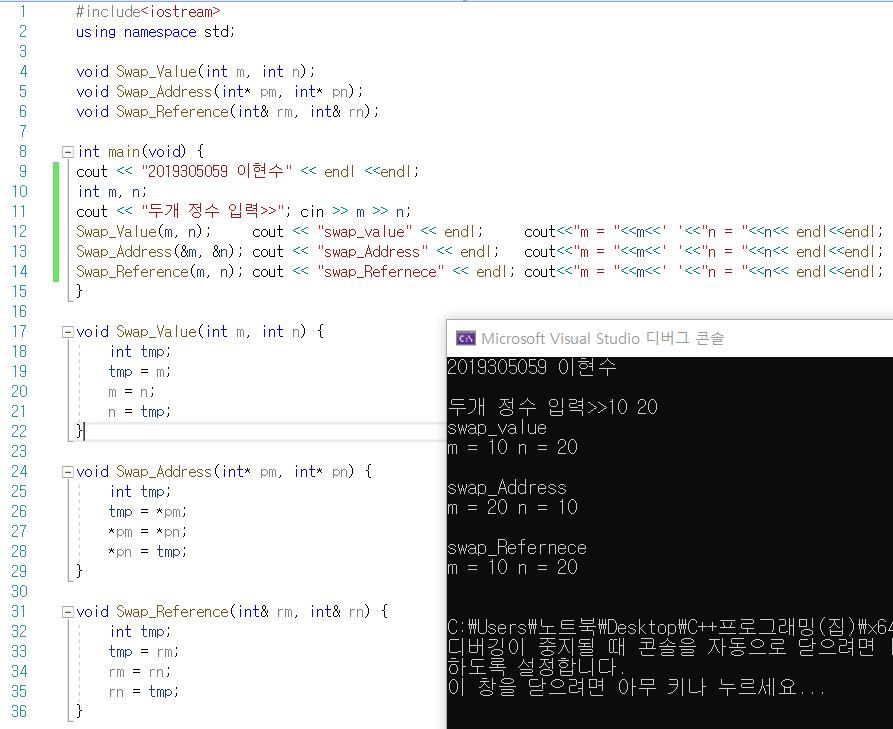 1 #include<iostream>
2 using namespace std;
3
4 void Swap_Value(int m, int n);
5 void Swap_Address(int* pm, int* pn);
6 void Swap_Reference(int& rm, int& rn);
7
8 int main(void) {
9 cout << "2019305059 이현수" << endl <<endl;
10 int m, n;
11 cout << "두개 정수 입력>>"; cin >> m >> n;
12 Swap_Value(m, n); cout << "swap_value" << endl; cout<<"m = "<<m<<' '<<"n = "<<n<< endl<<endl;
13 Swap_Address(&m, &n); cout << "swap_Address" << endl; cout<<"m = "<<m<<' '<<"n = "<<n<< endl<<endl;
14 Swap_Reference(m, n); cout << "swap_Refernece" << endl; cout<<"m = "<<m<<' '<<"n = "<<n<< endl<<endl;
15 }
16
17 void Swap_Value(int m, int n) {
18 int tmp;
19 tmp = m;
20 m = n;
21 n = tmp;
22 }
23
24 void Swap_Address(int* pm, int* pn) {
25 int tmp;
26 tmp = *pm;
27 *pm = *pn;
28 *pn = tmp;
29 }
30
31 void Swap_Reference(int& rm, int& rn) {
32 int tmp;
33 tmp = rm;
34 rm = rn;
35 rn = tmp;
36 }
C:\ Microsoft Visual Studio 디버그 콘솔
2019305059 이현수
두개 정수 입력>>10 20
swap_value
m = 10 n = 20
swap_Address
m = 20 n = 10
swap_Refernece
m = 10 n = 20
C:₩Users₩노트북₩Desktop₩C++프로그래밍(집)₩x64
디버깅이 중지될 때 콘솔을 자동으로 닫으려면
하도록 설정합니다.
이 창을 닫으려면 아무 키나 누르세요...